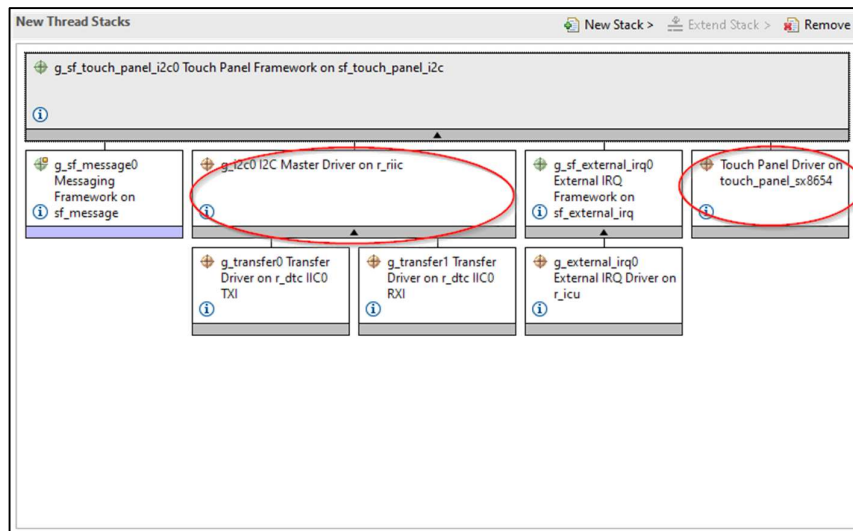 New Thread Stacks
New Stack >
Extend Stack >
Remove
g_sf_touch_panel_i2c0 Touch Panel Framework on sf_touch_panel_i2c
g_sf_message0
Messaging
Framework on
sf_message
g_i2c0 I2C Master Driver on r_riic
g_sf_external_irq0
External IRQ
Framework on
sf_external_irq
Touch Panel Driver on
touch_panel_sx8654
g_transfer0 Transfer
Driver on r_dtc IIC0
TXI
g_transfer1 Transfer
Driver on r_dtc IIC0
RXI
g_external_irq0
External IRQ Driver on
r_icu